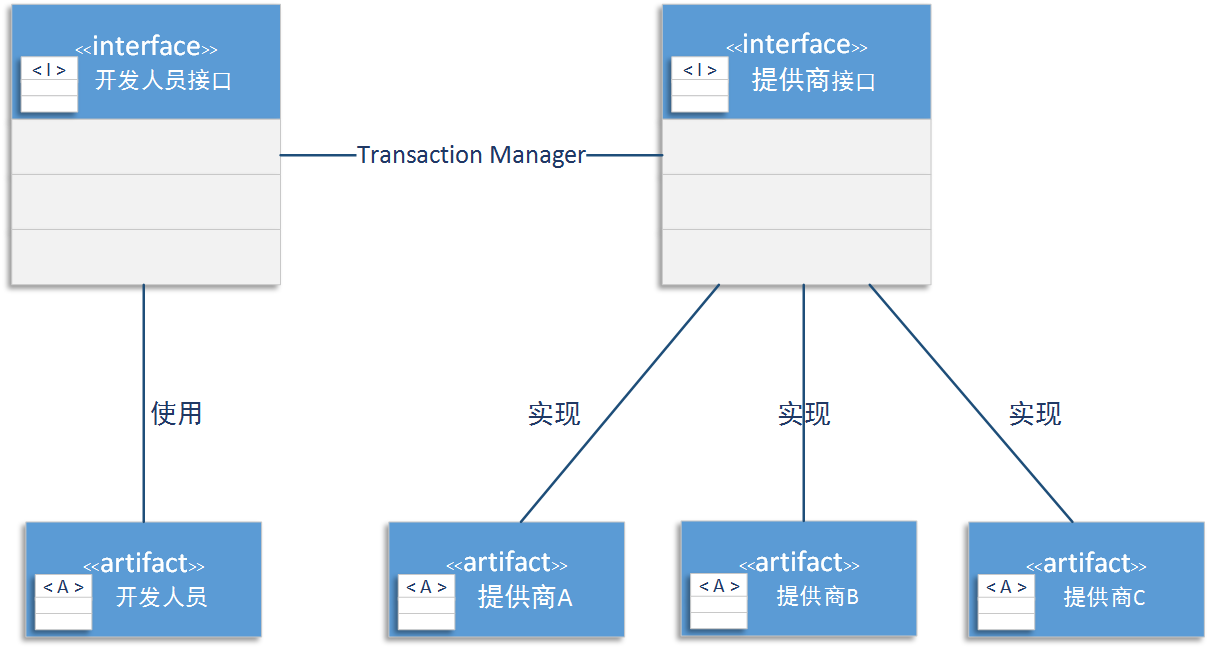 <<interface>>
<I>
开发人员接口
<<interface>>
<I>
提供商接口
Transaction Manager
使用
实现
实现
实现
<<artifact>>
<A>
开发人员
<<artifact>>
<A>
提供商A
<<artifact>>
<A>
提供商B
<<artifact>>
<A>
提供商C